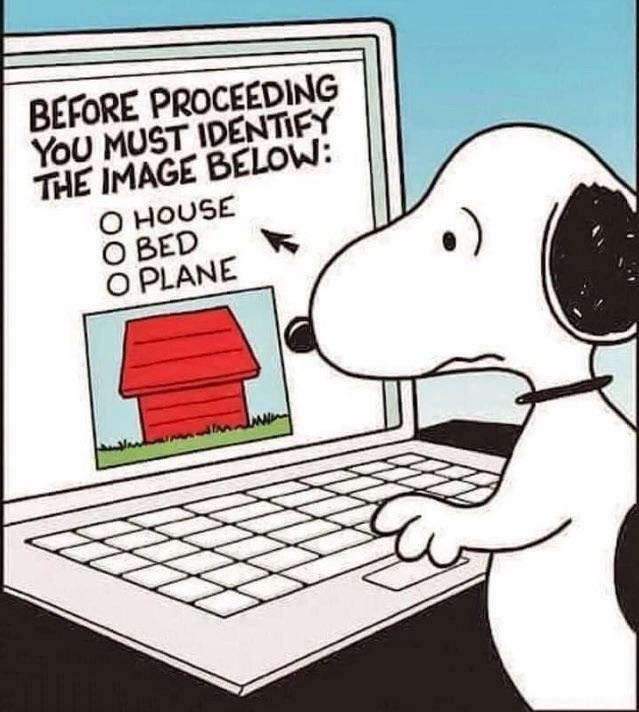 BEFORE PROCEEDING
YOU MUST IDENTIFY
THE IMAGE BELOW:
O HOUSE
O BED
O PLANE